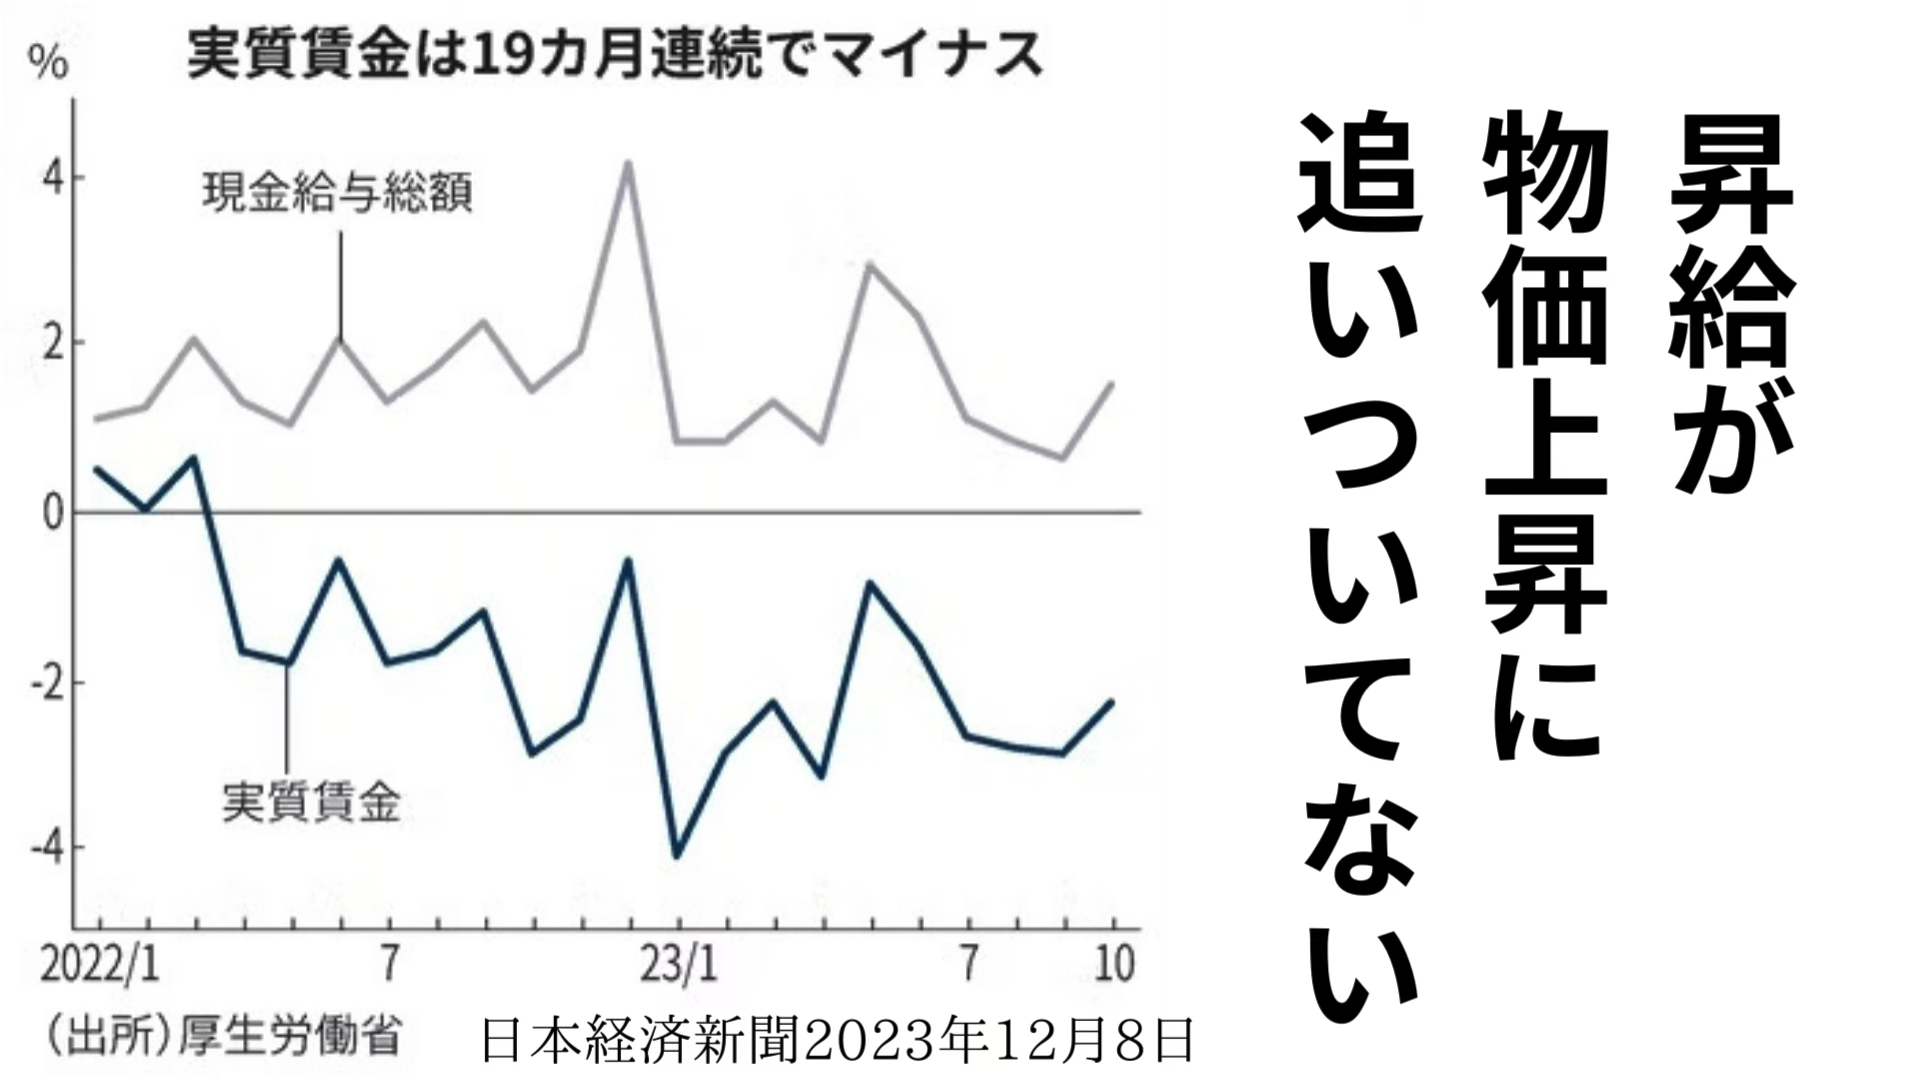 実質賃金は19カ月連続でマイナス
%
4
2
0
-2
-4
現金給与総額
実質賃金
2022/1 7 23/1 7 10
(出所)厚生労働省
日本経済新聞2023年12月8日
昇給が
物価上昇に
追いついてない